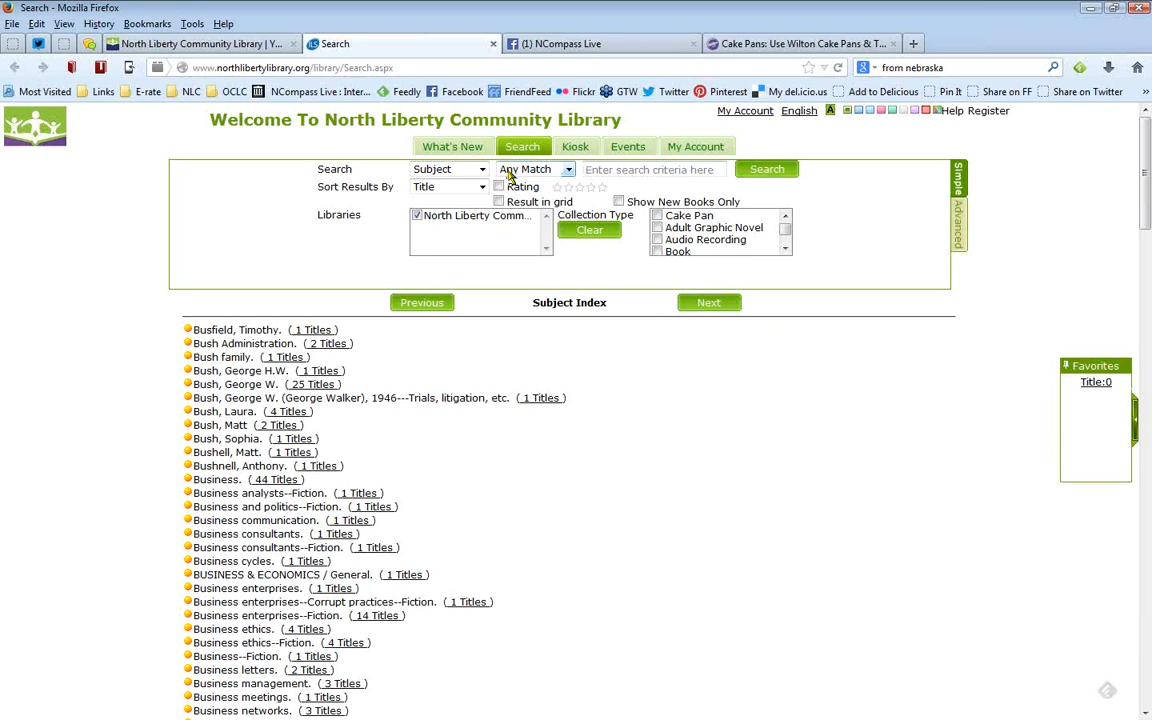 Search - Mozilla Firefox
File Edit View History Bookmarks Tools Help
North Liberty Community Library | Y... × Search × (1) NCompass Live × Cake Pans: Use Wilton Cake Pans & T... × +
www.northlibertylibrary.org/library/Search.aspx from nebraska
Most Visited Links E-rate NLC OCLC NCompass Live : Inter... Feedly Facebook FriendFeed Flickr GTW Twitter Pinterest My del.icio.us Add to Delicious Pin It Share on FF Share on Twitter
My Account English A Help Register
Welcome To North Liberty Community Library
What's New Search Kiosk Events My Account
Search Subject Any Match Enter search criteria here Search
Sort Results By Title Rating
Result in grid Show New Books Only
Libraries North Liberty Comm... Collection Type Cake Pan
Clear Adult Graphic Novel
Audio Recording
Book
Simple
Advanced
Previous Subject Index Next
Busfield, Timothy. ( 1 Titles )
Bush Administration. ( 2 Titles )
Bush family. ( 1 Titles )
Bush, George H.W. ( 1 Titles )
Bush, George W. ( 25 Titles )
Bush, George W. (George Walker), 1946---Trials, litigation, etc. ( 1 Titles )
Bush, Laura. ( 4 Titles )
Bush, Matt ( 2 Titles )
Bush, Sophia. ( 1 Titles )
Bushell, Matt. ( 1 Titles )
Bushnell, Anthony. ( 1 Titles )
Business. ( 44 Titles )
Business analysts--Fiction. ( 1 Titles )
Business and politics--Fiction. ( 1 Titles )
Business communication. ( 1 Titles )
Business consultants. ( 1 Titles )
Business consultants--Fiction. ( 1 Titles )
Business cycles. ( 1 Titles )
BUSINESS & ECONOMICS / General. ( 1 Titles )
Business enterprises. ( 1 Titles )
Business enterprises--Corrupt practices--Fiction. ( 1 Titles )
Business enterprises--Fiction. ( 14 Titles )
Business ethics. ( 4 Titles )
Business ethics--Fiction. ( 4 Titles )
Business--Fiction. ( 1 Titles )
Business letters. ( 2 Titles )
Business management. ( 3 Titles )
Business meetings. ( 1 Titles )
Business networks. ( 3 Titles )
Favorites
Title:0